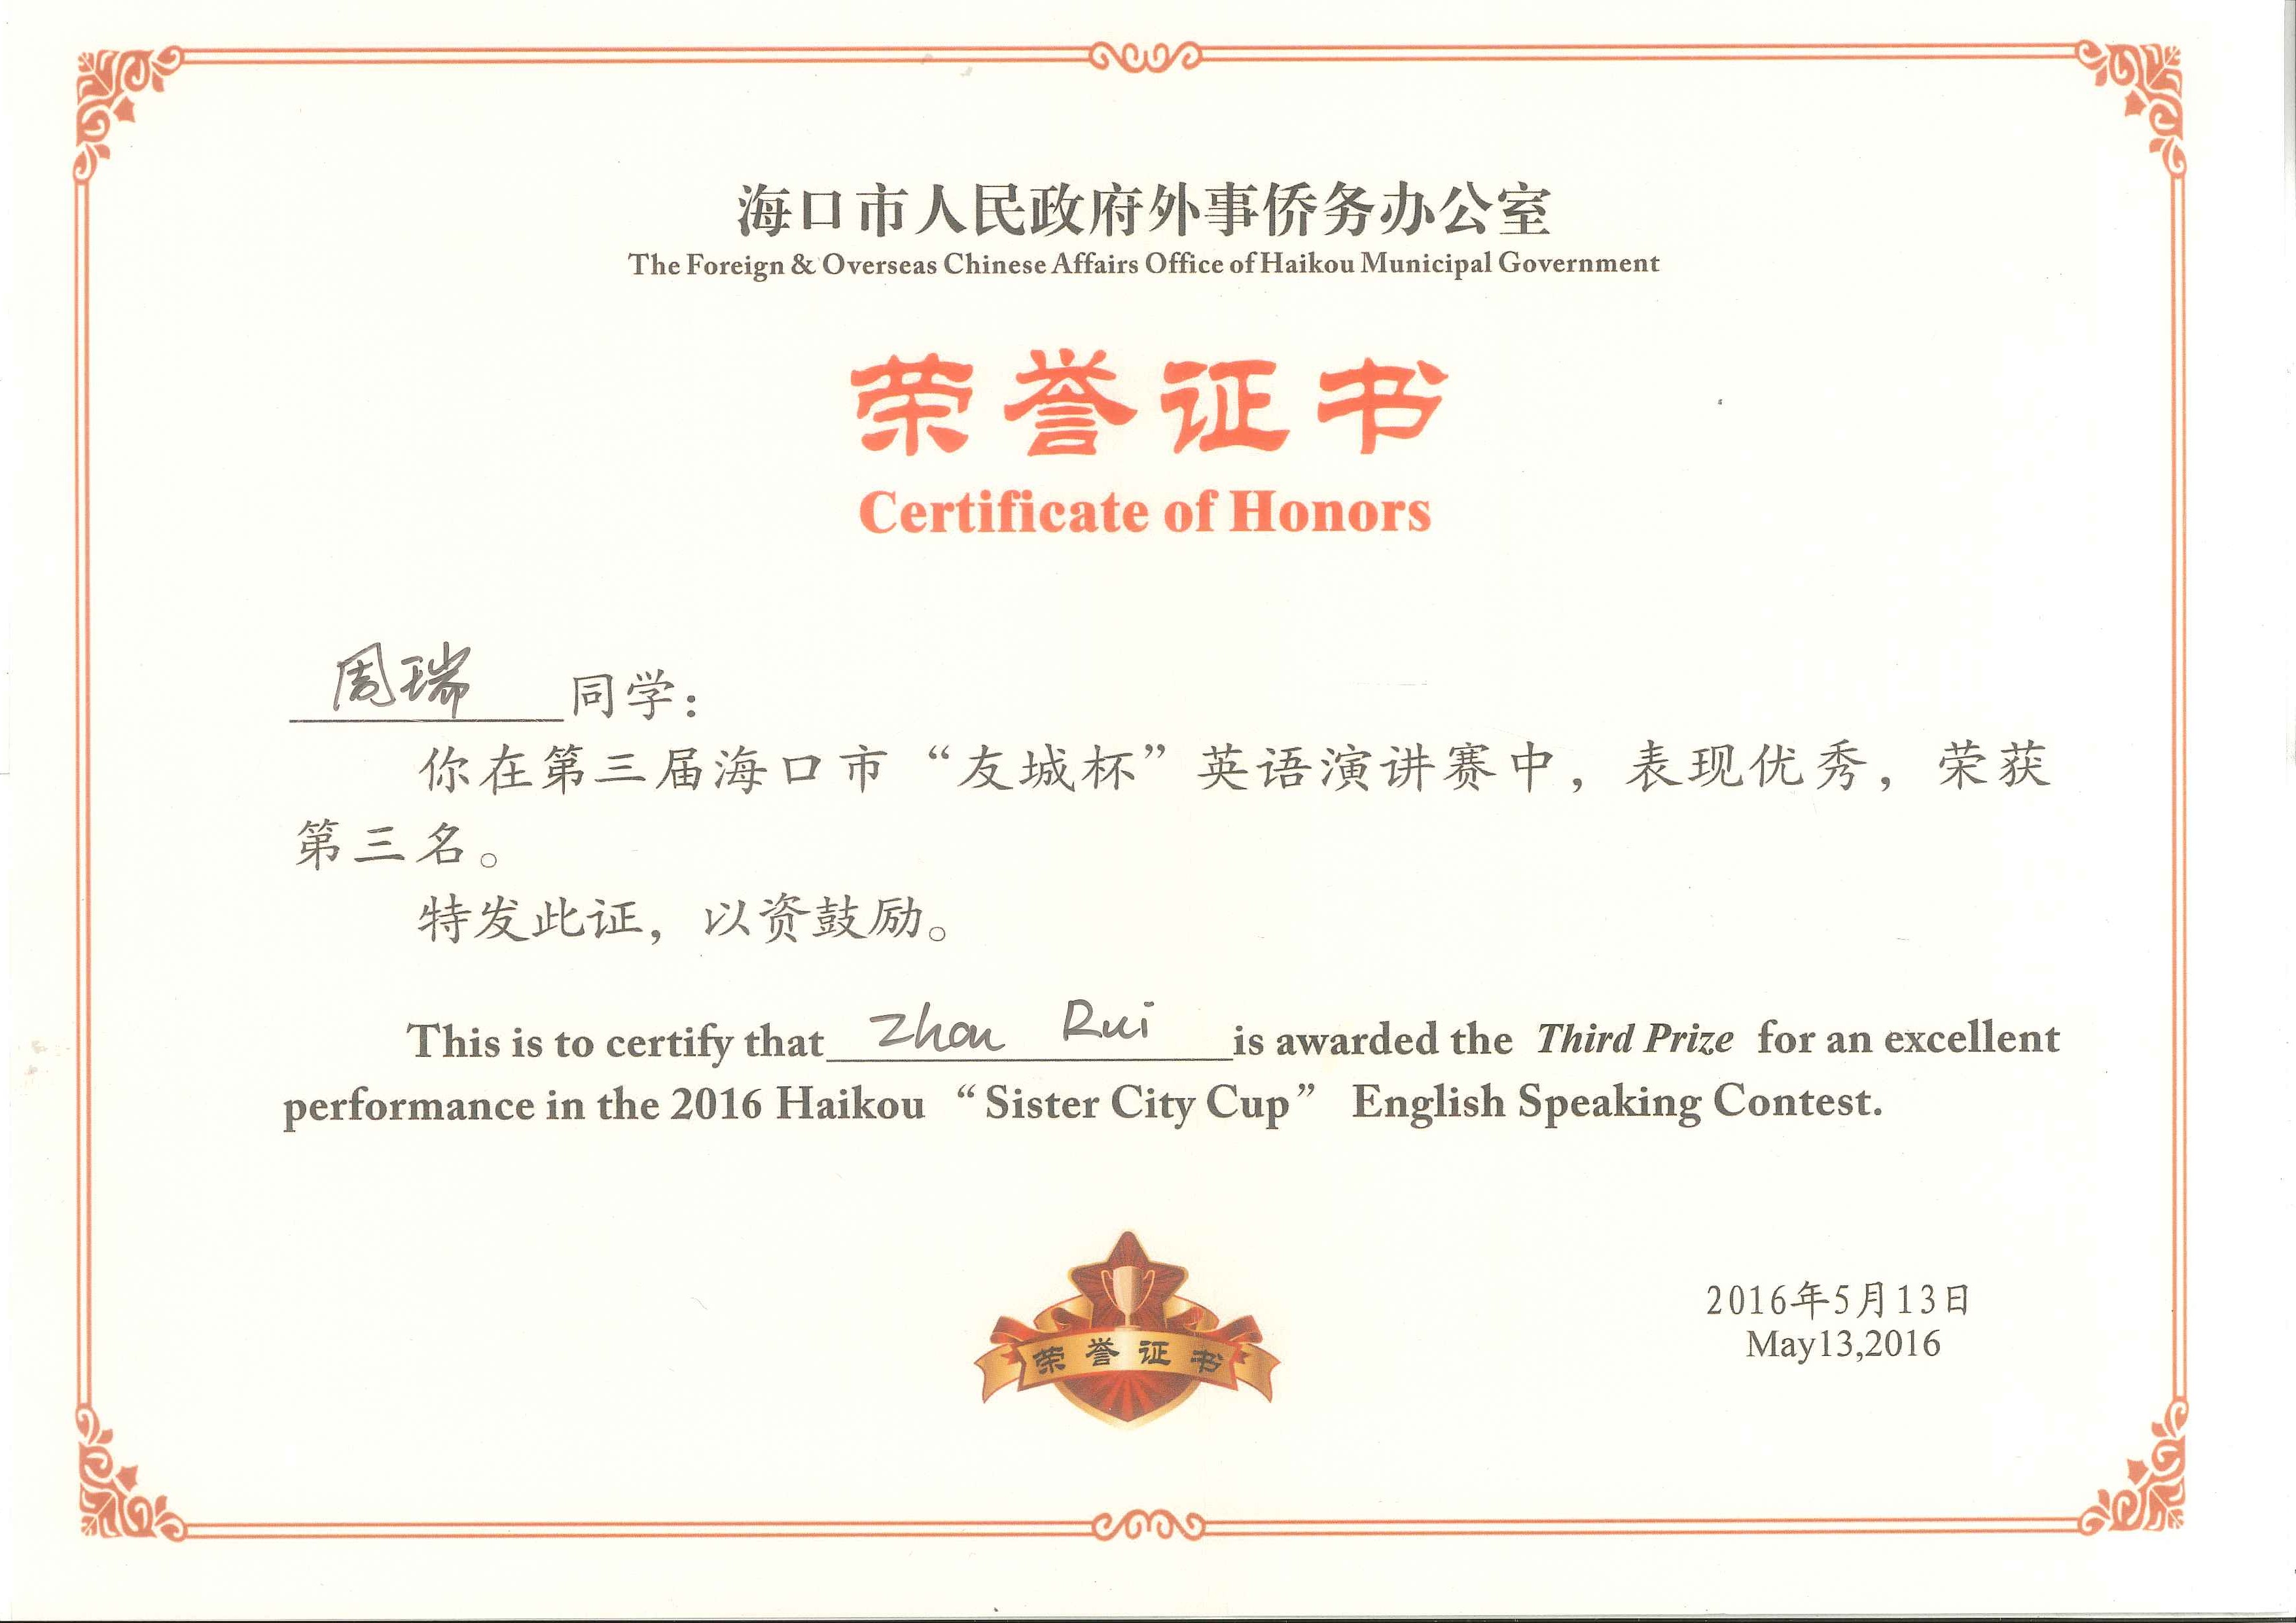 海口市人民政府外事侨务办公室
The Foreign & Overseas Chinese Affairs Office of Haikou Municipal Government
荣誉证书
Certificate of Honors
周瑞 同学：
你在第三届海口市“友城杯”英语演讲赛中，表现优秀，荣获
第三名。
特发此证，以资鼓励。
This is to certify that Zhou Rui is awarded the Third Prize for an excellent
performance in the 2016 Haikou “Sister City Cup” English Speaking Contest.
荣誉证书
2016年5月13日
May13,2016